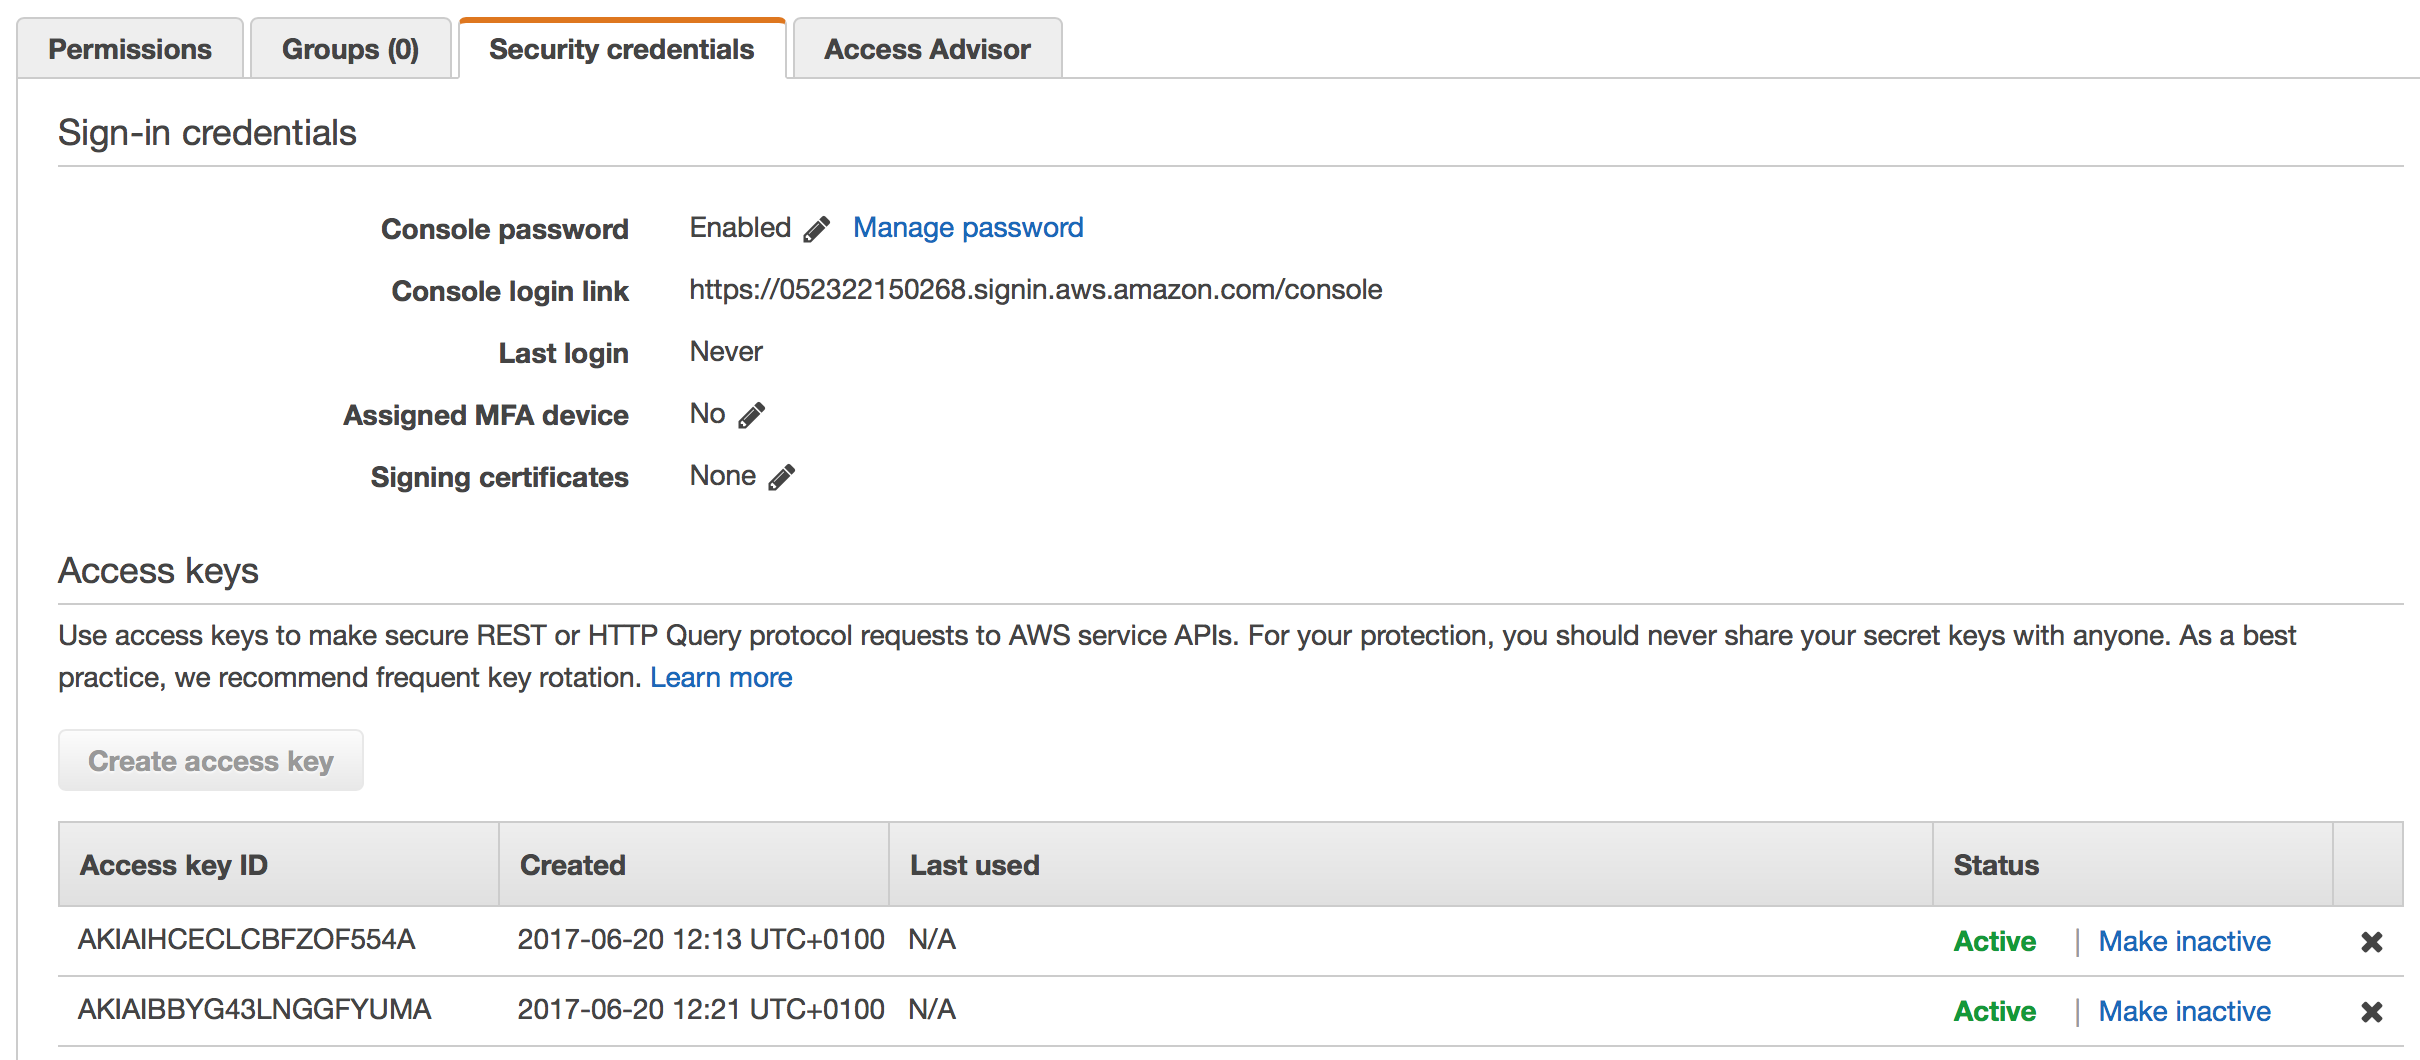 Permissions
Groups (0)
Security credentials
Access Advisor
Sign-in credentials
Console password Enabled Manage password
Console login link https://052322150268.signin.aws.amazon.com/console
Last login Never
Assigned MFA device No
Signing certificates None
Access keys
Use access keys to make secure REST or HTTP Query protocol requests to AWS service APIs. For your protection, you should never share your secret keys with anyone. As a best
practice, we recommend frequent key rotation. Learn more
Create access key
Access key ID Created Last used Status
AKIAIHCECLCBFZOF554A 2017-06-20 12:13 UTC+0100 N/A Active | Make inactive
AKIAIBBYG43LNGGFYUMA 2017-06-20 12:21 UTC+0100 N/A Active | Make inactive